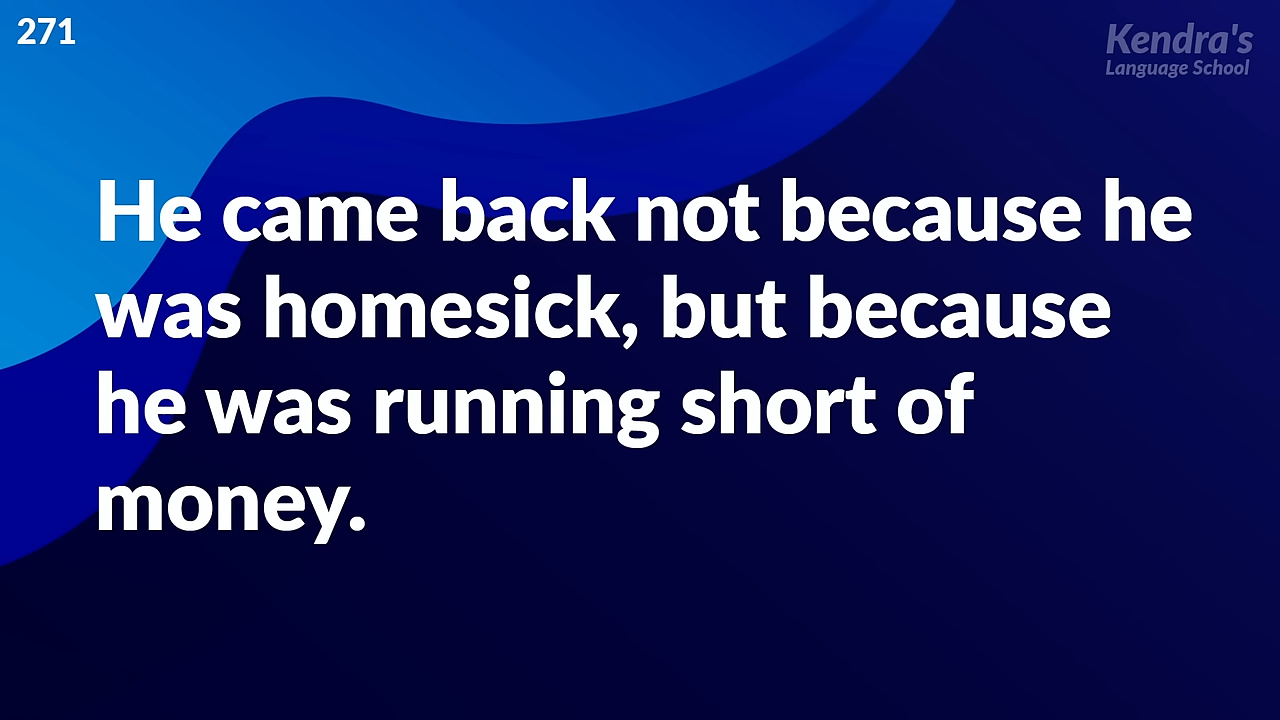 271
Kendra's
Language School
He came back not because he
was homesick, but because
he was running short of
money.